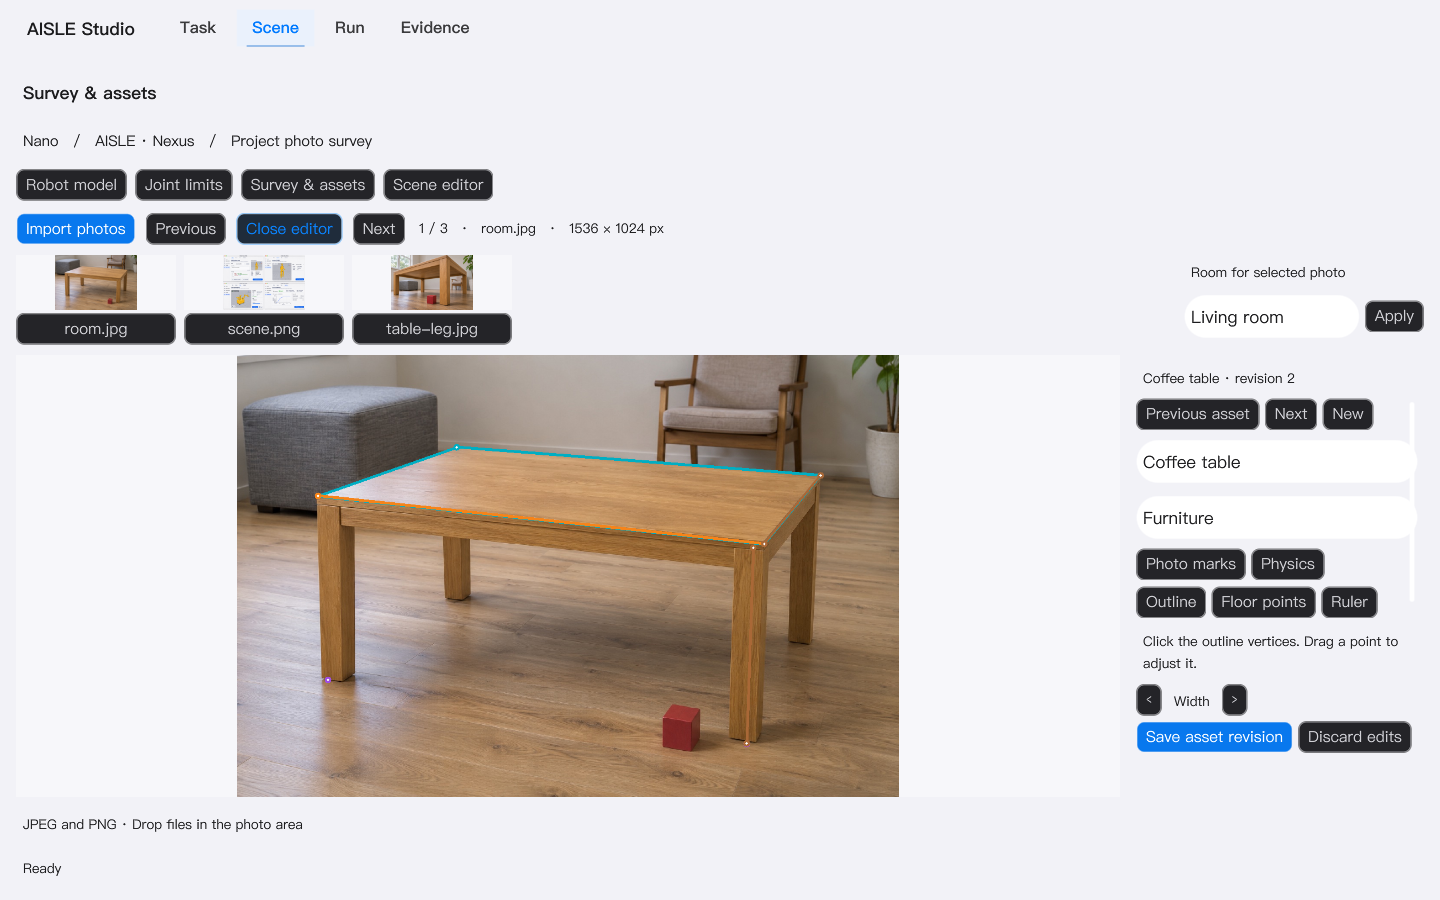 AISLE Studio Task Scene Run Evidence
Survey & assets
Nano / AISLE · Nexus / Project photo survey
Robot model Joint limits Survey & assets Scene editor
Import photos Previous Close editor Next 1 / 3 · room.jpg · 1536 × 1024 px
room.jpg scene.png table-leg.jpg
Room for selected photo
Living room Apply
Coffee table · revision 2
Previous asset Next New
Coffee table
Furniture
Photo marks Physics
Outline Floor points Ruler
Click the outline vertices. Drag a point to
adjust it.
< Width >
Save asset revision Discard edits
JPEG and PNG · Drop files in the photo area
Ready